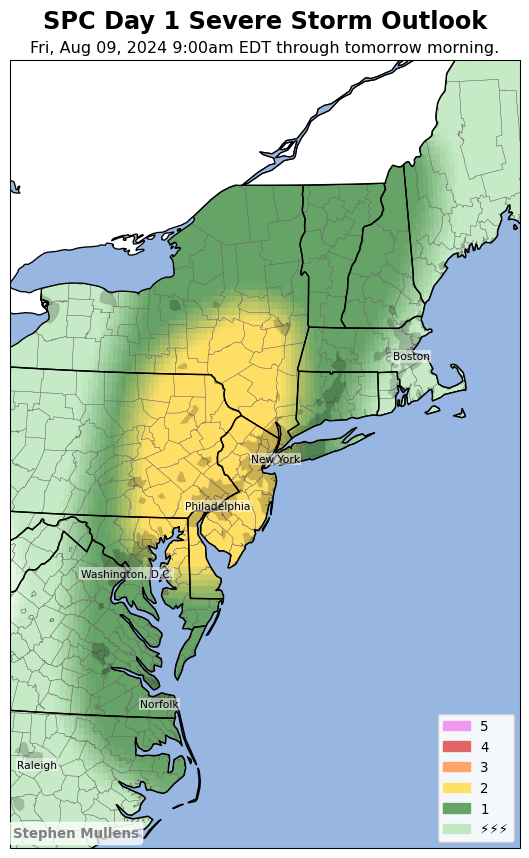 SPC Day 1 Severe Storm Outlook
Fri, Aug 09, 2024 9:00am EDT through tomorrow morning.
Boston
New York
Philadelphia
Washington, D.C.
Norfolk
Raleigh
5
4
3
2
1
⚡⚡⚡
Stephen Mullens